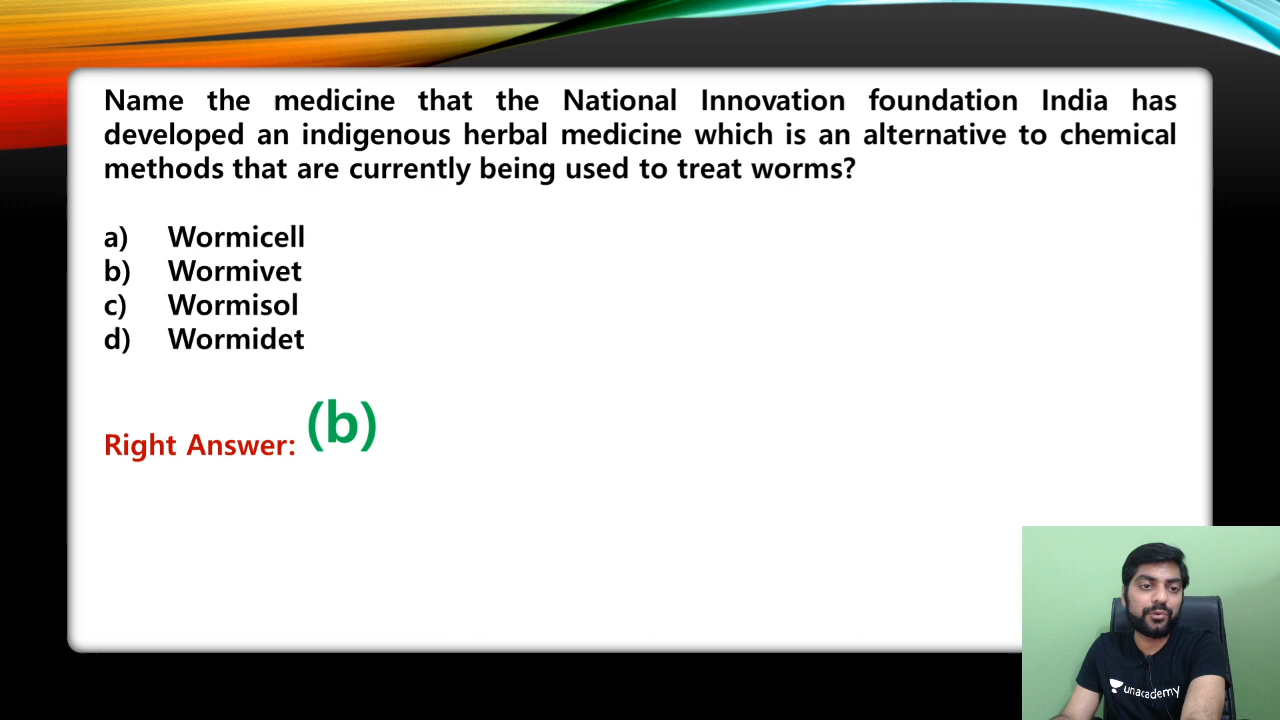 Name the medicine that the National Innovation foundation India has
developed an indigenous herbal medicine which is an alternative to chemical
methods that are currently being used to treat worms?
a) Wormicell
b) Wormivet
c) Wormisol
d) Wormidet
Right Answer: (b)
unacademy